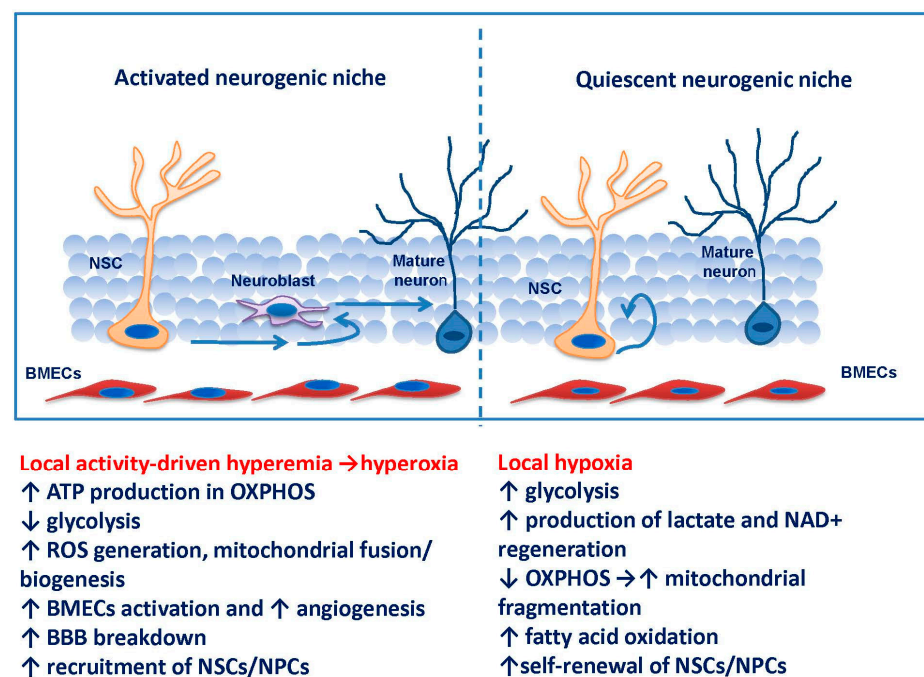 Activated neurogenic niche
Quiescent neurogenic niche
NSC
Neuroblast
Mature
neuron
BMECs
NSC
Mature
neuron
BMECs
Local activity-driven hyperemia →hyperoxia
↑ ATP production in OXPHOS
↓ glycolysis
↑ ROS generation, mitochondrial fusion/
biogenesis
↑ BMECs activation and ↑ angiogenesis
↑ BBB breakdown
↑ recruitment of NSCs/NPCs
Local hypoxia
↑ glycolysis
↑ production of lactate and NAD+
regeneration
↓ OXPHOS →↑ mitochondrial
fragmentation
↑ fatty acid oxidation
↑self-renewal of NSCs/NPCs